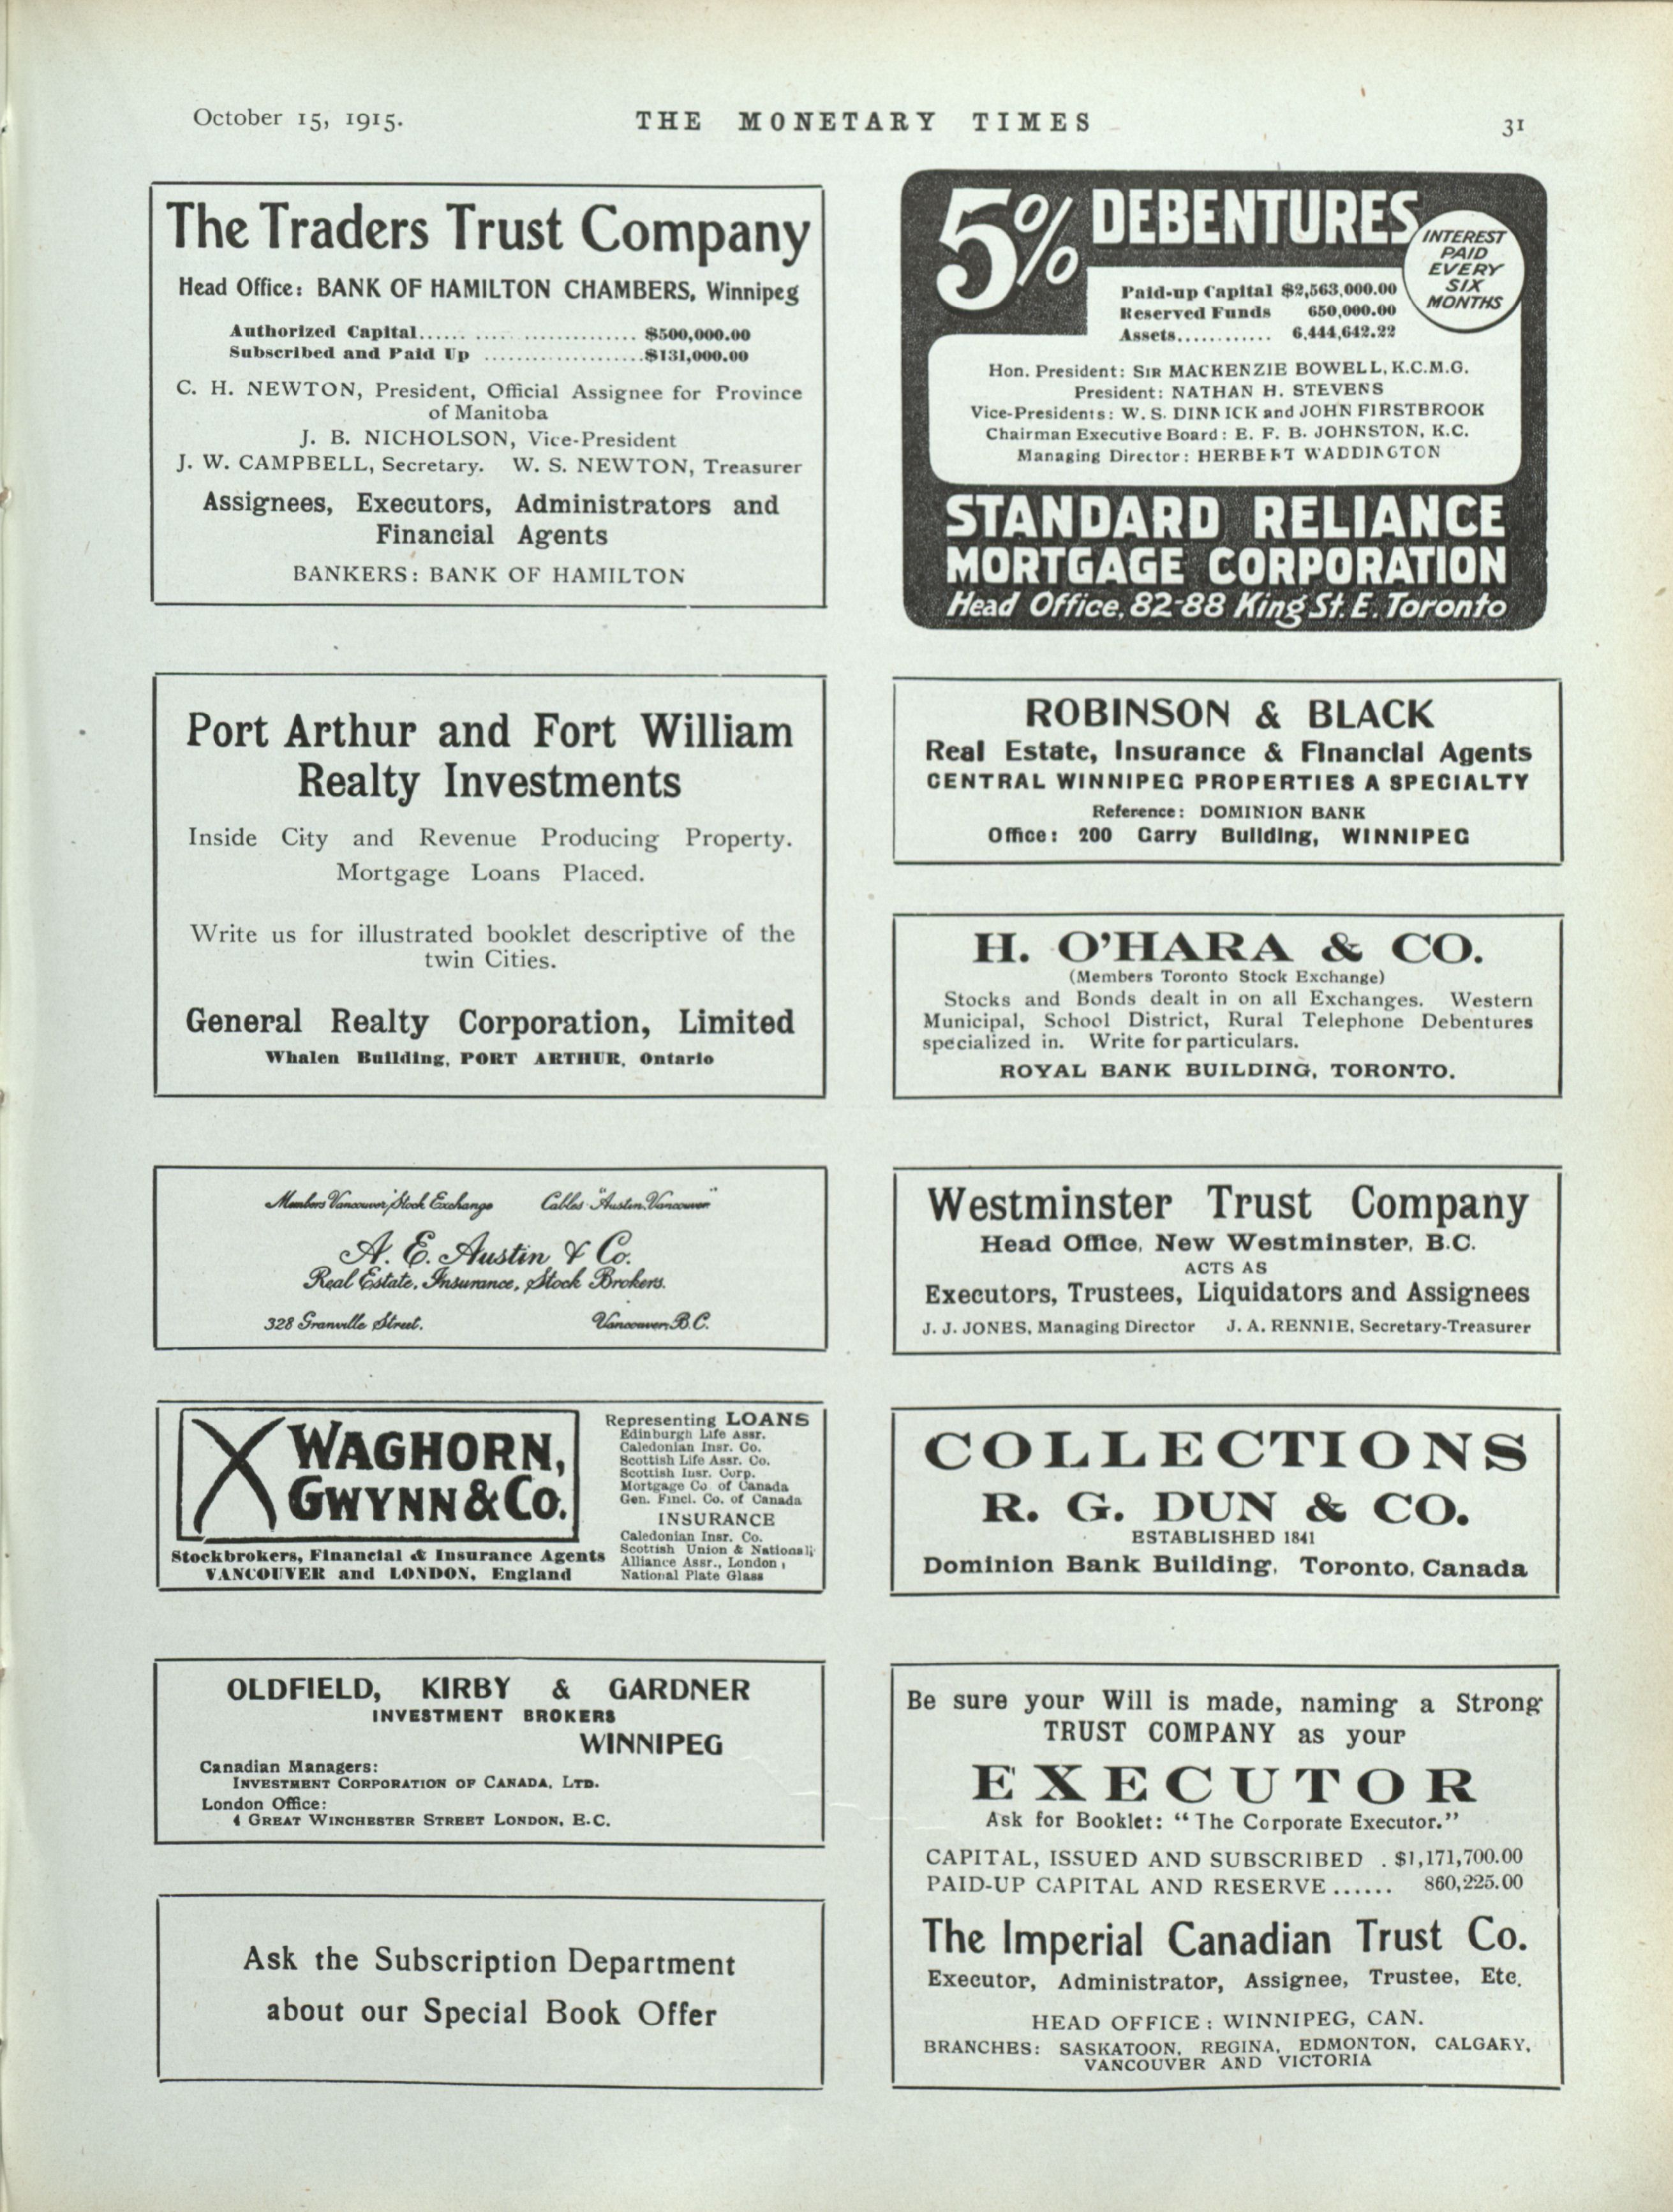 October 15, 1915.
THE MONETARY TIMES
31
The Traders Trust Company
Head Office: BANK OF HAMILTON CHAMBERS, Winnipeg
Authorized Capital...... .... .............. $500,000.00
Subscribed and Paid Up ....................$131,000.00
C. H. NEWTON, President, Official Assignee for Province
of Manitoba
J. B. NICHOLSON, Vice-President
J. W. CAMPBELL, Secretary. W. S. NEWTON, Treasurer
Assignees, Executors, Administrators and
Financial Agents
BANKERS: BANK OF HAMILTON
Port Arthur and Fort William
Realty Investments
Inside City and Revenue Producing Property.
Mortgage Loans Placed.
Write us for illustrated booklet descriptive of the
twin Cities.
General Realty Corporation, Limited
Whalen Building, PORT ARTHUR, Ontario
Members Vancouver Stock Exchange Cables "Austin, Vancouver"
A. E. Austin & Co.
Real Estate, Insurance, Stock Brokers.
328 Granville Street. Vancouver, B.C.
WAGHORN,
GWYNN & CO.
Stockbrokers, Financial & Insurance Agents
VANCOUVER and LONDON, England
Representing LOANS
Edinburgh Life Assr.
Caledonian Insr. Co.
Scottish Life Assr. Co.
Scottish Insr. Corp.
Mortgage Co of Canada
Gen. Fincl. Co. of Canada
INSURANCE
Caledonian Insr. Co.
Scottish Union & National
Alliance Assr., London
National Plate Glass
OLDFIELD, KIRBY & GARDNER
INVESTMENT BROKERS
WINNIPEG
Canadian Managers:
INVESTMENT CORPORATION OF CANADA, LTD.
London Office:
4 GREAT WINCHESTER STREET LONDON, E.C.
Ask the Subscription Department
about our Special Book Offer
5% DEBENTURES
INTEREST
PAID
EVERY
SIX
MONTHS
Paid-up Capital $2,563,000.00
Reserved Funds 650,000.00
Assets............ 6,444,642.22
Hon. President: SIR MACKENZIE BOWELL, K.C.M.G.
President: NATHAN H. STEVENS
Vice-Presidents: W. S. DINNICK and JOHN FIRSTBROOK
Chairman Executive Board: E. F. B. JOHNSTON, K.C.
Managing Director: HERBERT WADDINGTON
STANDARD RELIANCE
MORTGAGE CORPORATION
Head Office, 82-88 King St. E. Toronto
ROBINSON & BLACK
Real Estate, Insurance & Financial Agents
CENTRAL WINNIPEG PROPERTIES A SPECIALTY
Reference: DOMINION BANK
Office: 200 Garry Building, WINNIPEG
H. O'HARA & CO.
(Members Toronto Stock Exchange)
Stocks and Bonds dealt in on all Exchanges. Western
Municipal, School District, Rural Telephone Debentures
specialized in. Write for particulars.
ROYAL BANK BUILDING, TORONTO.
Westminster Trust Company
Head Office, New Westminster, B.C.
ACTS AS
Executors, Trustees, Liquidators and Assignees
J. J. JONES, Managing Director J. A. RENNIE, Secretary-Treasurer
COLLECTIONS
R. G. DUN & CO.
ESTABLISHED 1841
Dominion Bank Building, Toronto, Canada
Be sure your Will is made, naming a Strong
TRUST COMPANY as your
EXECUTOR
Ask for Booklet: "The Corporate Executor."
CAPITAL, ISSUED AND SUBSCRIBED . $1,171,700.00
PAID-UP CAPITAL AND RESERVE ...... 860,225.00
The Imperial Canadian Trust Co.
Executor, Administrator, Assignee, Trustee, Etc.
HEAD OFFICE: WINNIPEG, CAN.
BRANCHES: SASKATOON, REGINA, EDMONTON, CALGARY,
VANCOUVER AND VICTORIA